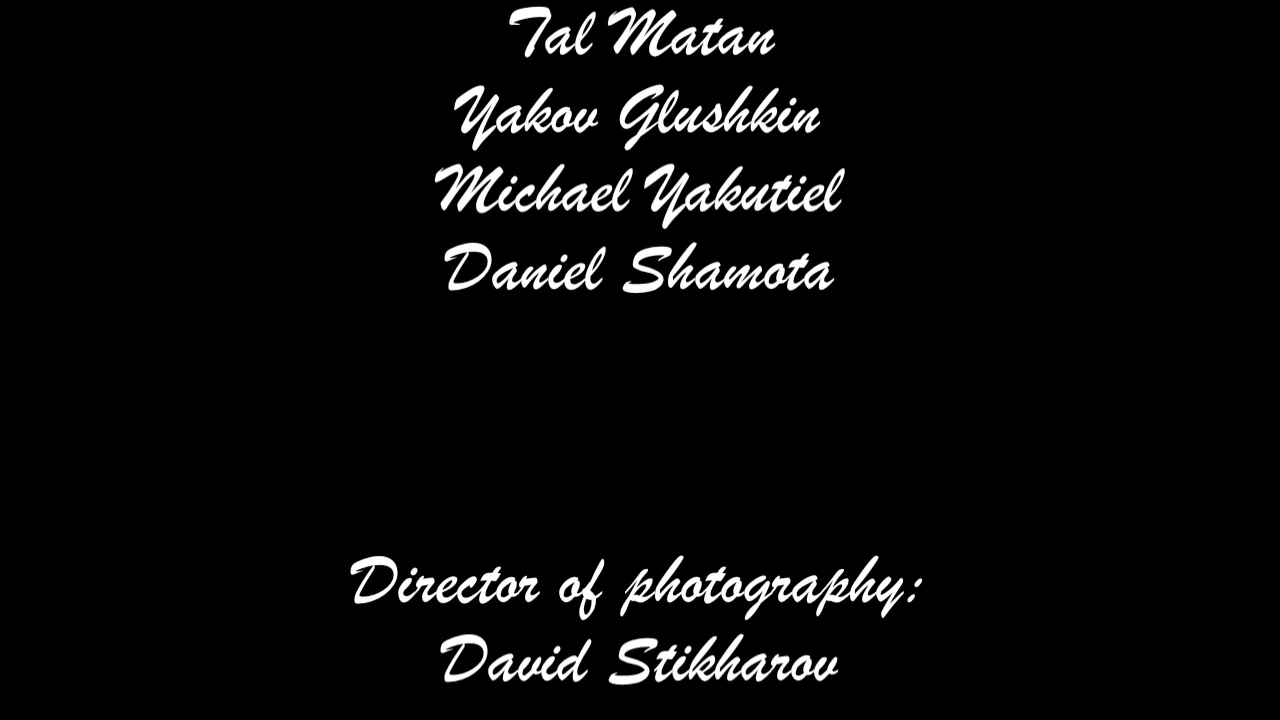 Tal Matan
Yakov Glushkin
Michael Yakutiel
Daniel Shamota
Director of photography:
David Stikharov